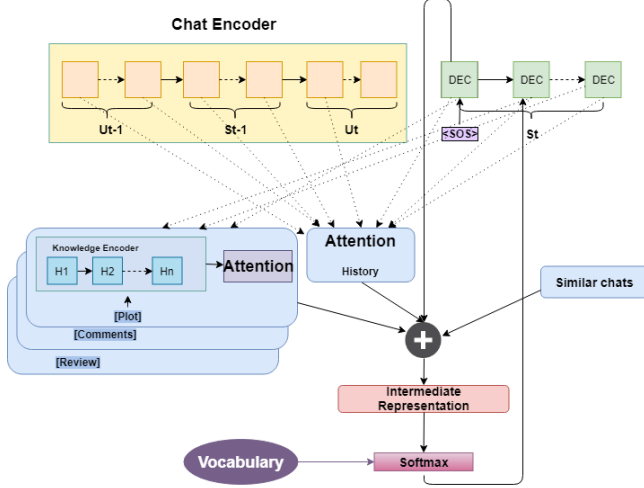 Chat Encoder
DEC
DEC
DEC
Ut-1
St-1
Ut
<SOS>
St
Knowledge Encoder
H1
H2
Hn
Attention
Attention
History
[Plot]
[Comments]
[Review]
Similar chats
Intermediate
Representation
Vocabulary
Softmax